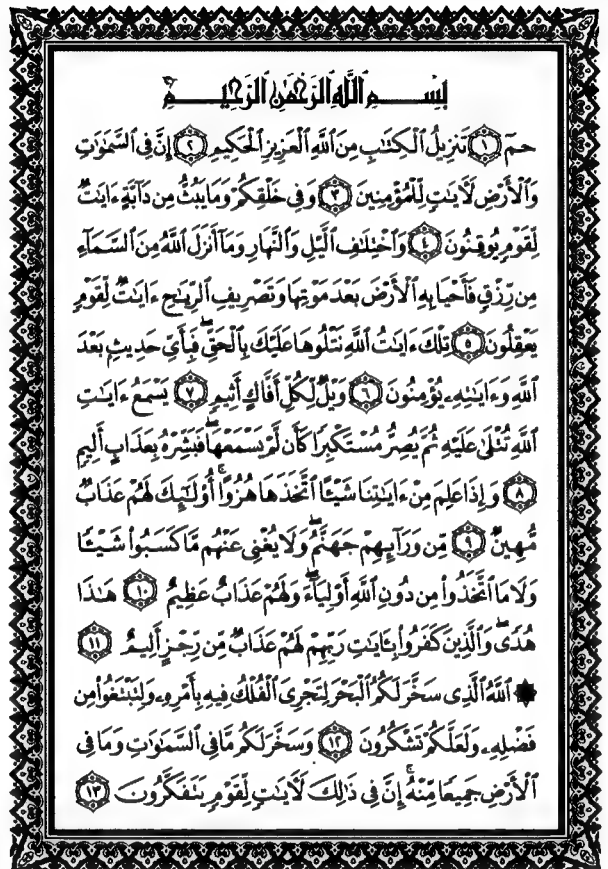 بِسْمِ ٱللَّهِ ٱلرَّحْمَٰنِ ٱلرَّحِيمِ
حمٓ ١ تَنزِيلُ ٱلْكِتَٰبِ مِنَ ٱللَّهِ ٱلْعَزِيزِ ٱلْحَكِيمِ ٢ إِنَّ فِى ٱلسَّمَٰوَٰتِ
وَٱلْأَرْضِ لَءَايَٰتٍ لِّلْمُؤْمِنِينَ ٣ وَفِى خَلْقِكُمْ وَمَا يَبُثُّ مِن دَآبَّةٍ ءَايَٰتٌ
لِّقَوْمٍ يُوقِنُونَ ٤ وَٱخْتِلَٰفِ ٱلَّيْلِ وَٱلنَّهَارِ وَمَآ أَنزَلَ ٱللَّهُ مِنَ ٱلسَّمَآءِ
مِن رِّزْقٍ فَأَحْيَا بِهِ ٱلْأَرْضَ بَعْدَ مَوْتِهَا وَتَصْرِيفِ ٱلرِّيَٰحِ ءَايَٰتٌ لِّقَوْمٍ
يَعْقِلُونَ ٥ تِلْكَ ءَايَٰتُ ٱللَّهِ نَتْلُوهَا عَلَيْكَ بِٱلْحَقِّ ۖ فَبِأَىِّ حَدِيثٍۭ بَعْدَ
ٱللَّهِ وَءَايَٰتِهِۦ يُؤْمِنُونَ ٦ وَيْلٌ لِّكُلِّ أَفَّاكٍ أَثِيمٍ ٧ يَسْمَعُ ءَايَٰتِ
ٱللَّهِ تُتْلَىٰ عَلَيْهِ ثُمَّ يُصِرُّ مُسْتَكْبِرًا كَأَن لَّمْ يَسْمَعْهَا ۖ فَبَشِّرْهُ بِعَذَابٍ أَلِيمٍ
٨ وَإِذَا عَلِمَ مِنْ ءَايَٰتِنَا شَيْـًٔا ٱتَّخَذَهَا هُزُوًا ۚ أُو۟لَٰٓئِكَ لَهُمْ عَذَابٌ
مُّهِينٌ ٩ مِّن وَرَآئِهِمْ جَهَنَّمُ ۖ وَلَا يُغْنِى عَنْهُم مَّا كَسَبُوا۟ شَيْـًٔا
وَلَا مَا ٱتَّخَذُوا۟ مِن دُونِ ٱللَّهِ أَوْلِيَآءَ ۖ وَلَهُمْ عَذَابٌ عَظِيمٌ ١٠ هَٰذَا
هُدًى ۖ وَٱلَّذِينَ كَفَرُوا۟ بِـَٔايَٰتِ رَبِّهِمْ لَهُمْ عَذَابٌ مِّن رِّجْزٍ أَلِيمٌ ١١
۞ ٱللَّهُ ٱلَّذِى سَخَّرَ لَكُمُ ٱلْبَحْرَ لِتَجْرِىَ ٱلْفُلْكُ فِيهِ بِأَمْرِهِۦ وَلِتَبْتَغُوا۟ مِن
فَضْلِهِۦ وَلَعَلَّكُمْ تَشْكُرُونَ ١٢ وَسَخَّرَ لَكُم مَّا فِى ٱلسَّمَٰوَٰتِ وَمَا فِى
ٱلْأَرْضِ جَمِيعًا مِّنْهُ ۚ إِنَّ فِى ذَٰلِكَ لَءَايَٰتٍ لِّقَوْمٍ يَتَفَكَّرُونَ ١٣